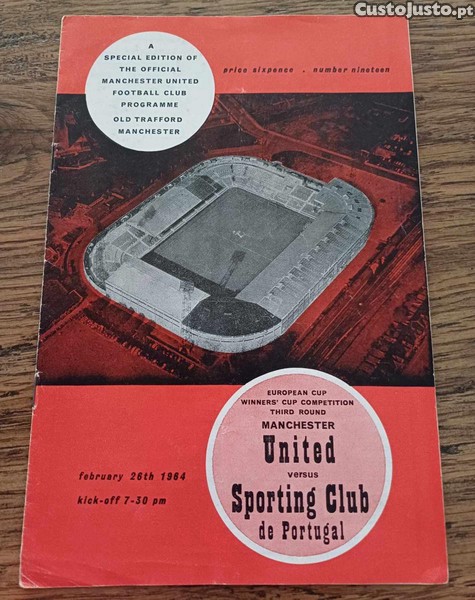 CustoJusto.pt
A
SPECIAL EDITION OF
THE OFFICIAL
MANCHESTER UNITED
FOOTBALL CLUB
PROGRAMME
OLD TRAFFORD
MANCHESTER
price sixpence . number nineteen
EUROPEAN CUP
WINNERS' CUP COMPETITION
THIRD ROUND
MANCHESTER
United
versus
Sporting Club
de Portugal
february 26th 1964
kick-off 7-30 pm